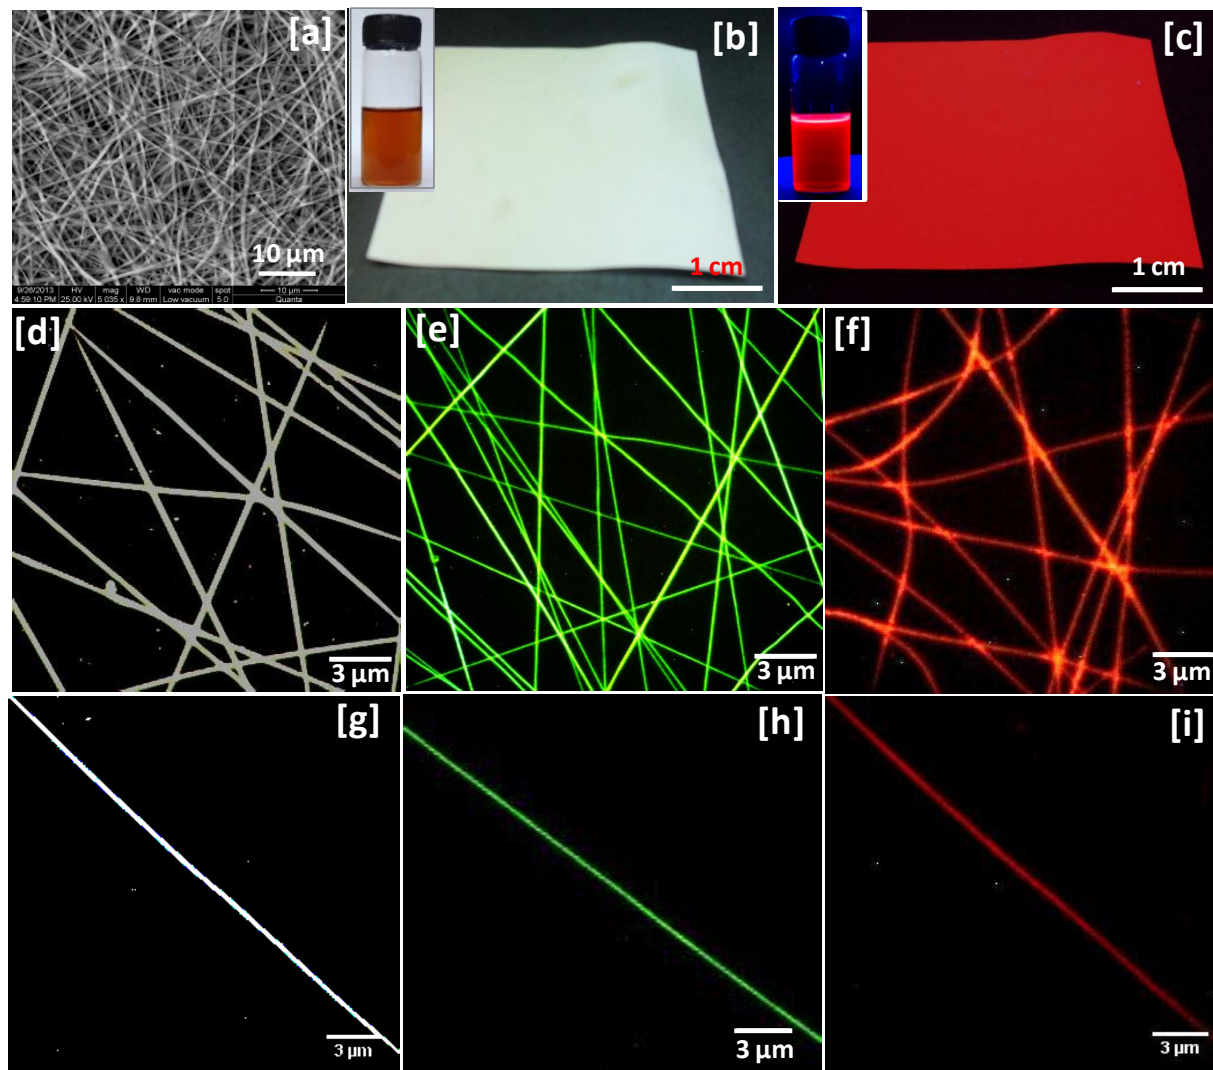 [a]
10 µm
9/26/2013 HV mag WD vac mode spot
4:59:10 PM 25.00 kV 5 035 x 9.8 mm Low vacuum 5.0
10 µm
Quanta
[b]
1 cm
[c]
1 cm
[d]
3 µm
[e]
3 µm
[f]
3 µm
[g]
3 µm
[h]
3 µm
[i]
3 µm